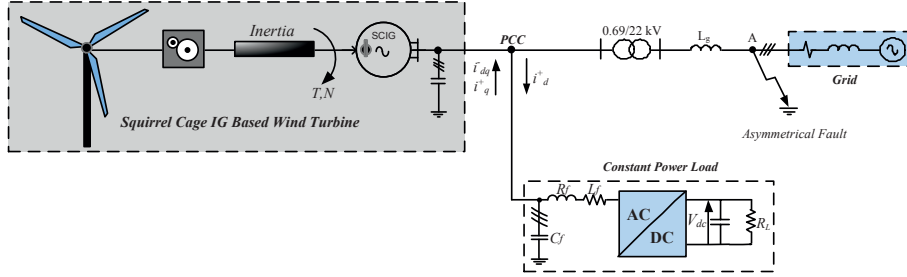 Inertia
SCIG
T,N
Squirrel Cage IG Based Wind Turbine
PCC
i⁻dq
i⁺q
i⁺d
0.69/22 kV
Lg
A
Grid
Asymmetrical Fault
Constant Power Load
Rf
Lf
Cf
AC
DC
Vdc
RL